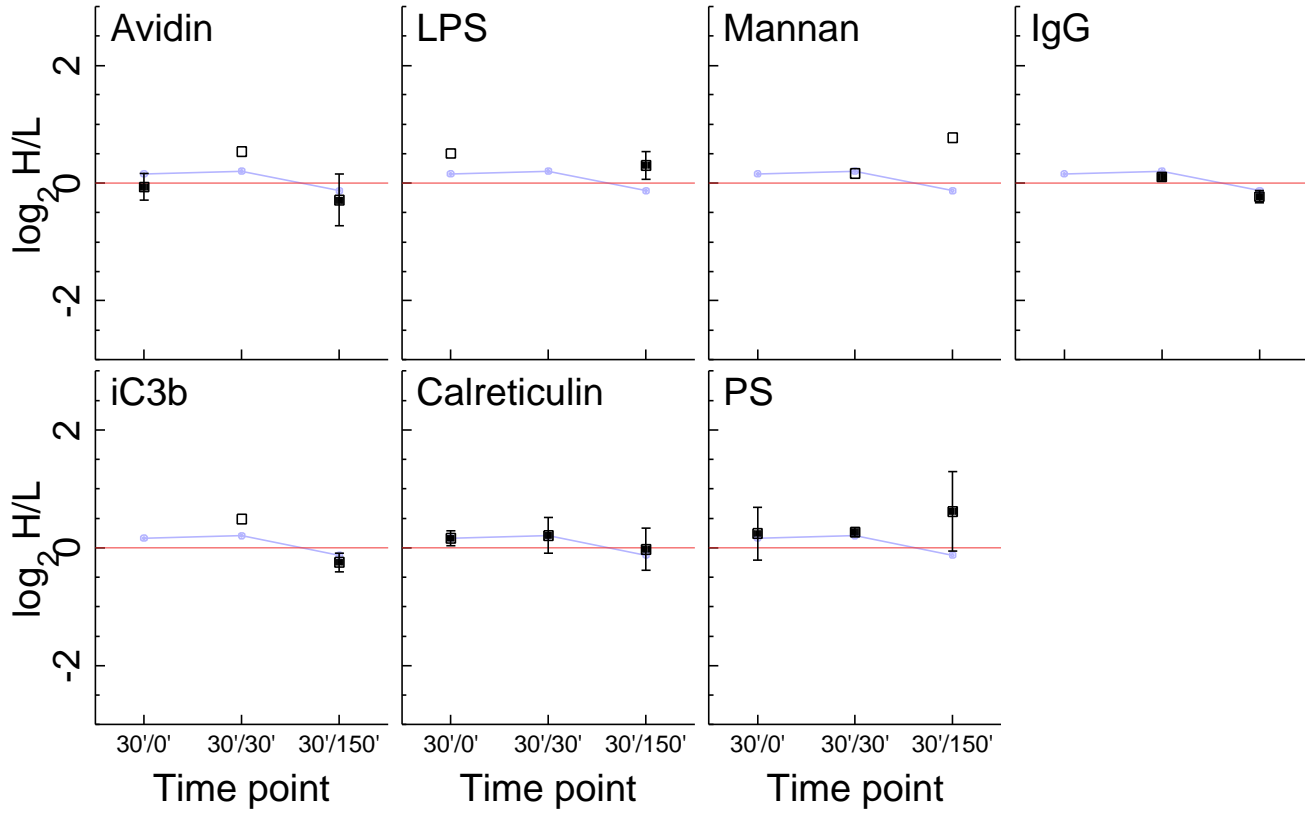 Avidin
LPS
Mannan
IgG
2
0
-2
log2 H/L
iC3b
Calreticulin
PS
2
0
-2
log2 H/L
30'/0' 30'/30' 30'/150'
30'/0' 30'/30' 30'/150'
30'/0' 30'/30' 30'/150'
Time point
Time point
Time point